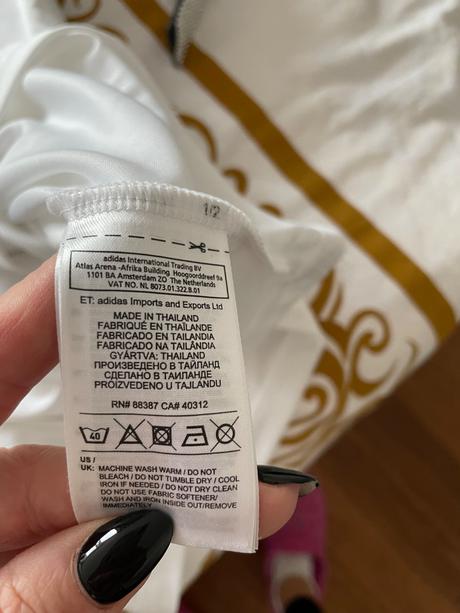 1/2
adidas International Trading BV
Atlas Arena -Afrika Building Hoogoorddreef 9a
1101 BA Amsterdam ZO The Netherlands
VAT NO. NL 8073.01.322.B.01
ET: adidas Imports and Exports Ltd
MADE IN THAILAND
FABRIQUÉ EN THAÏLANDE
FABRICADO EN TAILANDIA
FABRICADO NA TAILÂNDIA
GYÁRTVA: THAILAND
ПРОИЗВЕДЕНО В ТАЙЛАНД
СДЕЛАНО В ТАИЛАНДЕ
PROIZVEDENO U TAJLANDU
RN# 88387 CA# 40312
40
US /
UK: MACHINE WASH WARM / DO NOT
BLEACH / DO NOT TUMBLE DRY / COOL
IRON IF NEEDED / DO NOT DRY CLEAN
DO NOT USE FABRIC SOFTENER/
WASH AND IRON INSIDE OUT/REMOVE
IMMEDIATELY